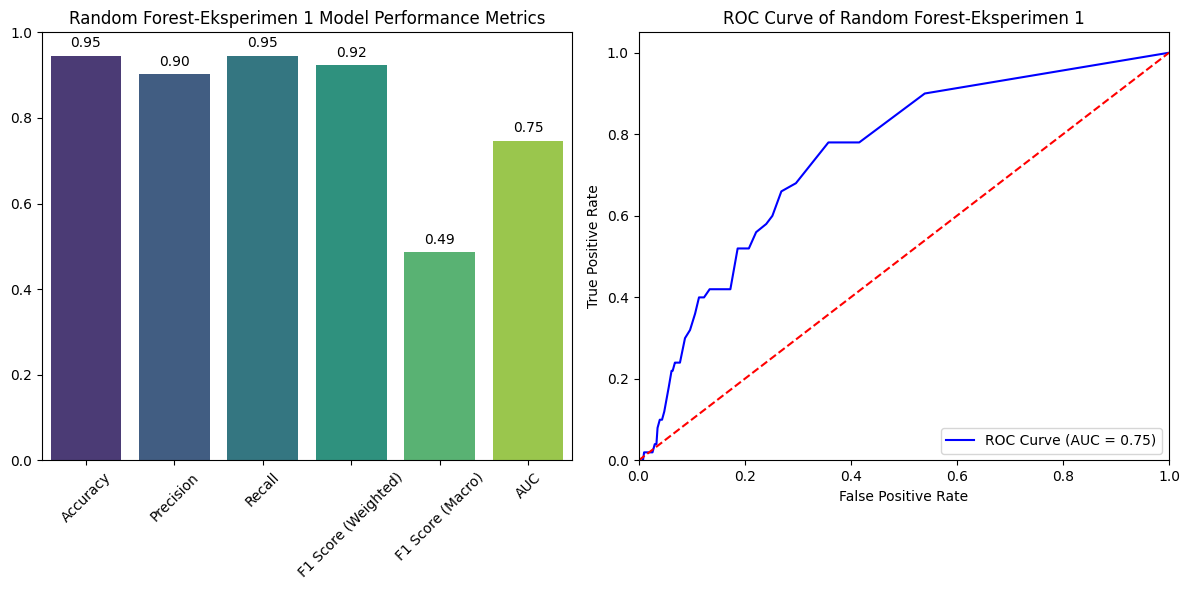 Random Forest-Eksperimen 1 Model Performance Metrics
1.0
0.8
0.6
0.4
0.2
0.0
0.95
0.90
0.95
0.92
0.49
0.75
Accuracy
Precision
Recall
F1 Score (Weighted)
F1 Score (Macro)
AUC
ROC Curve of Random Forest-Eksperimen 1
True Positive Rate
1.0
0.8
0.6
0.4
0.2
0.0
ROC Curve (AUC = 0.75)
0.0 0.2 0.4 0.6 0.8 1.0
False Positive Rate